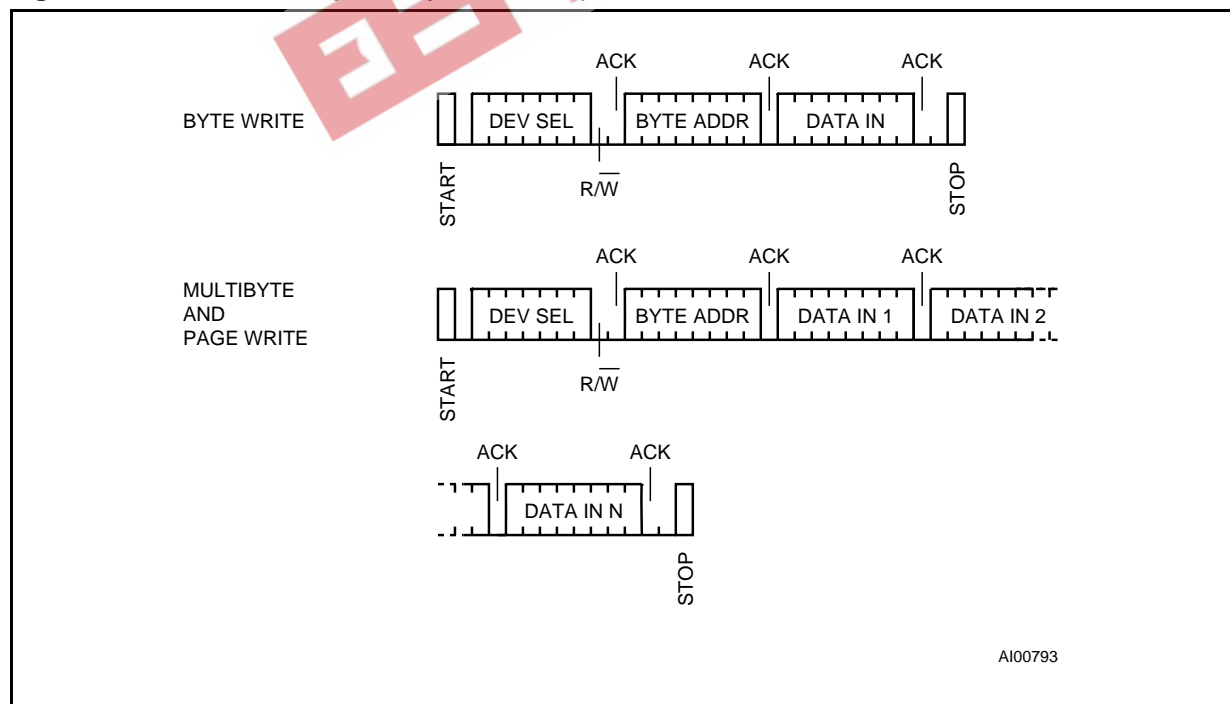 ACK ACK ACK
BYTE WRITE DEV SEL BYTE ADDR DATA IN
START R/W STOP
ACK ACK ACK
MULTIBYTE
AND
PAGE WRITE
DEV SEL BYTE ADDR DATA IN 1 DATA IN 2
START R/W
ACK ACK
DATA IN N
STOP
AI00793